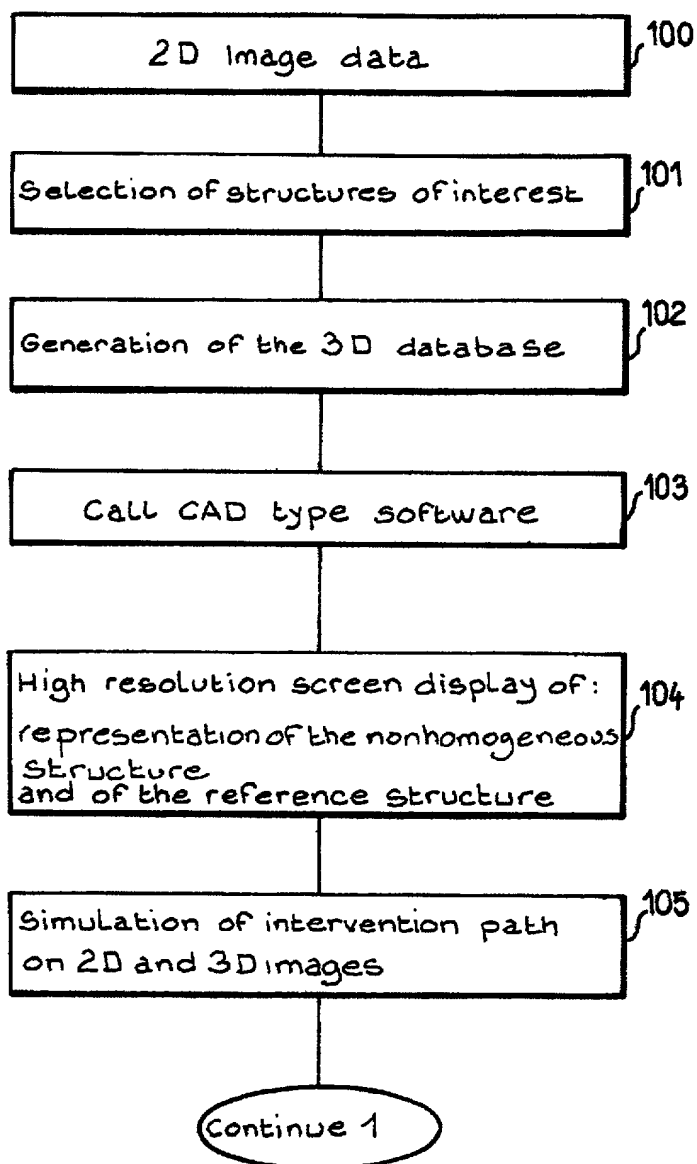 100
2D Image data
101
Selection of structures of interest
102
Generation of the 3D database
103
Call CAD type software
104
High resolution screen display of:
representation of the nonhomogeneous
structure
and of the reference structure
105
Simulation of intervention path
on 2D and 3D images
Continue 1